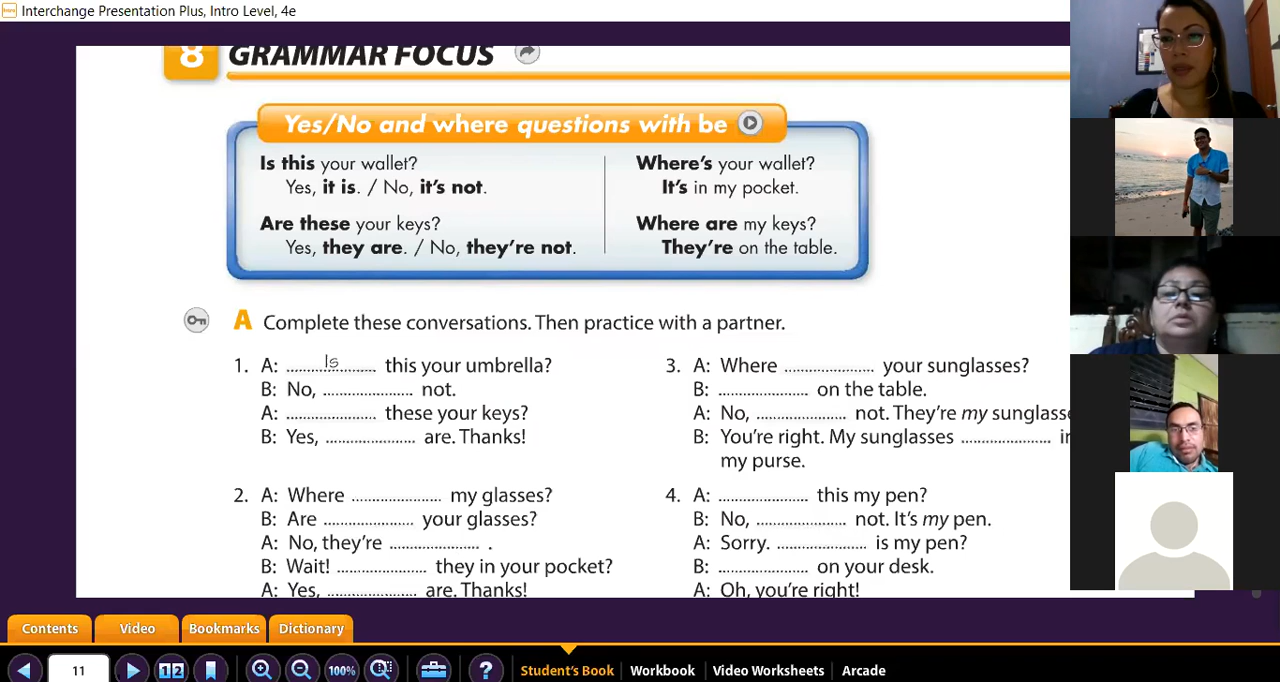 Interchange Presentation Plus, Intro Level, 4e
8 GRAMMAR FOCUS
Yes/No and where questions with be
Is this your wallet?
Yes, it is. / No, it's not.
Are these your keys?
Yes, they are. / No, they're not.
Where's your wallet?
It's in my pocket.
Where are my keys?
They're on the table.
A Complete these conversations. Then practice with a partner.
1. A: ......Is...... this your umbrella?
B: No, .................... not.
A: .................... these your keys?
B: Yes, .................... are. Thanks!
2. A: Where .................... my glasses?
B: Are .................... your glasses?
A: No, they're .................... .
B: Wait! .................... they in your pocket?
A: Yes, .................... are. Thanks!
3. A: Where .................... your sunglasses?
B: .................... on the table.
A: No, .................... not. They're my sunglasse
B: You're right. My sunglasses .................... i
my purse.
4. A: .................... this my pen?
B: No, .................... not. It's my pen.
A: Sorry. .................... is my pen?
B: .................... on your desk.
A: Oh, you're right!
Contents Video Bookmarks Dictionary
11 12 100% ? Student's Book Workbook Video Worksheets Arcade